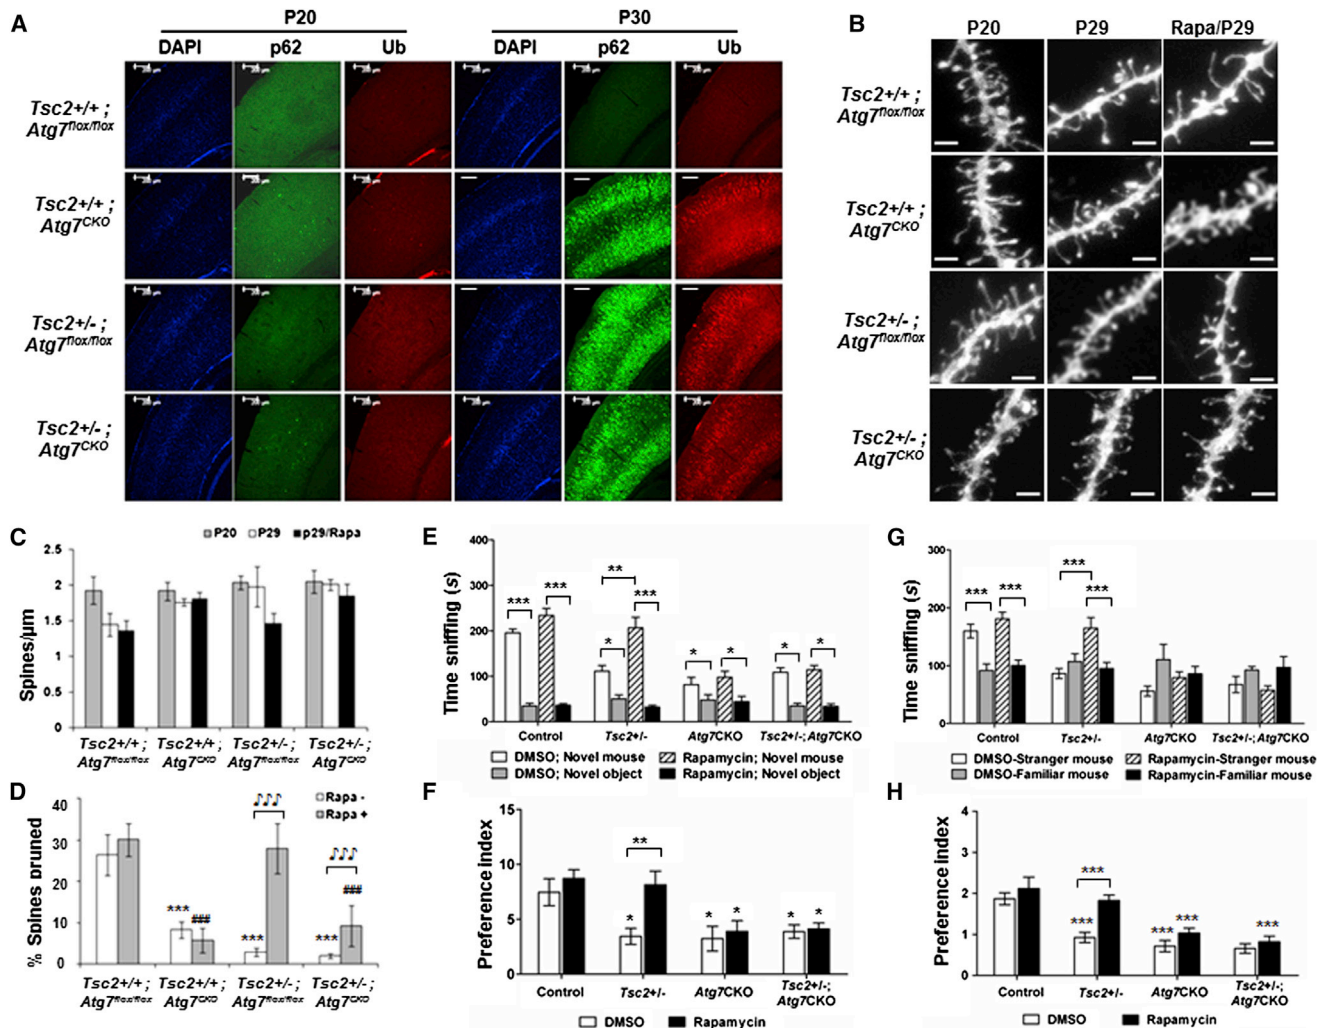 A
P20
P30
DAPI
p62
Ub
DAPI
p62
Ub
Tsc2+/+ ;
Atg7flox/flox
Tsc2+/+ ;
Atg7CKO
Tsc2+/- ;
Atg7flox/flox
Tsc2+/- ;
Atg7CKO
B
P20
P29
Rapa/P29
Tsc2+/+ ;
Atg7flox/flox
Tsc2+/+ ;
Atg7CKO
Tsc2+/- ;
Atg7flox/flox
Tsc2+/- ;
Atg7CKO
C
P20
P29
p29/Rapa
Spines/µm
2.5
2
1.5
1
0.5
0
Tsc2+/+ ;
Atg7flox/flox
Tsc2+/+ ;
Atg7CKO
Tsc2+/- ;
Atg7flox/flox
Tsc2+/- ;
Atg7CKO
D
Rapa -
Rapa +
% Spines pruned
40
30
20
10
0
*** ###
♪♪♪
***
♪♪♪
*** ###
Tsc2+/+ ;
Atg7flox/flox
Tsc2+/+ ;
Atg7CKO
Tsc2+/- ;
Atg7flox/flox
Tsc2+/- ;
Atg7CKO
E
Time sniffing (s)
400
300
200
100
0
*** ***
**
* ***
* *
* *
Control
Tsc2+/-
Atg7CKO
Tsc2+/-; Atg7CKO
DMSO; Novel mouse
Rapamycin; Novel mouse
DMSO; Novel object
Rapamycin; Novel object
F
Preference index
15
10
5
0
**
*
* *
* *
Control
Tsc2+/-
Atg7CKO
Tsc2+/-;
Atg7CKO
DMSO
Rapamycin
G
Time sniffing (s)
300
200
100
0
*** ***
***
***
Control
Tsc2+/-
Atg7CKO
Tsc2+/-; Atg7CKO
DMSO-Stranger mouse
Rapamycin-Stranger mouse
DMSO-Familiar mouse
Rapamycin-Familiar mouse
H
Preference index
4
3
2
1
0
***
***
*** ***
***
Control
Tsc2+/-
Atg7CKO
Tsc2+/-;
Atg7CKO
DMSO
Rapamycin